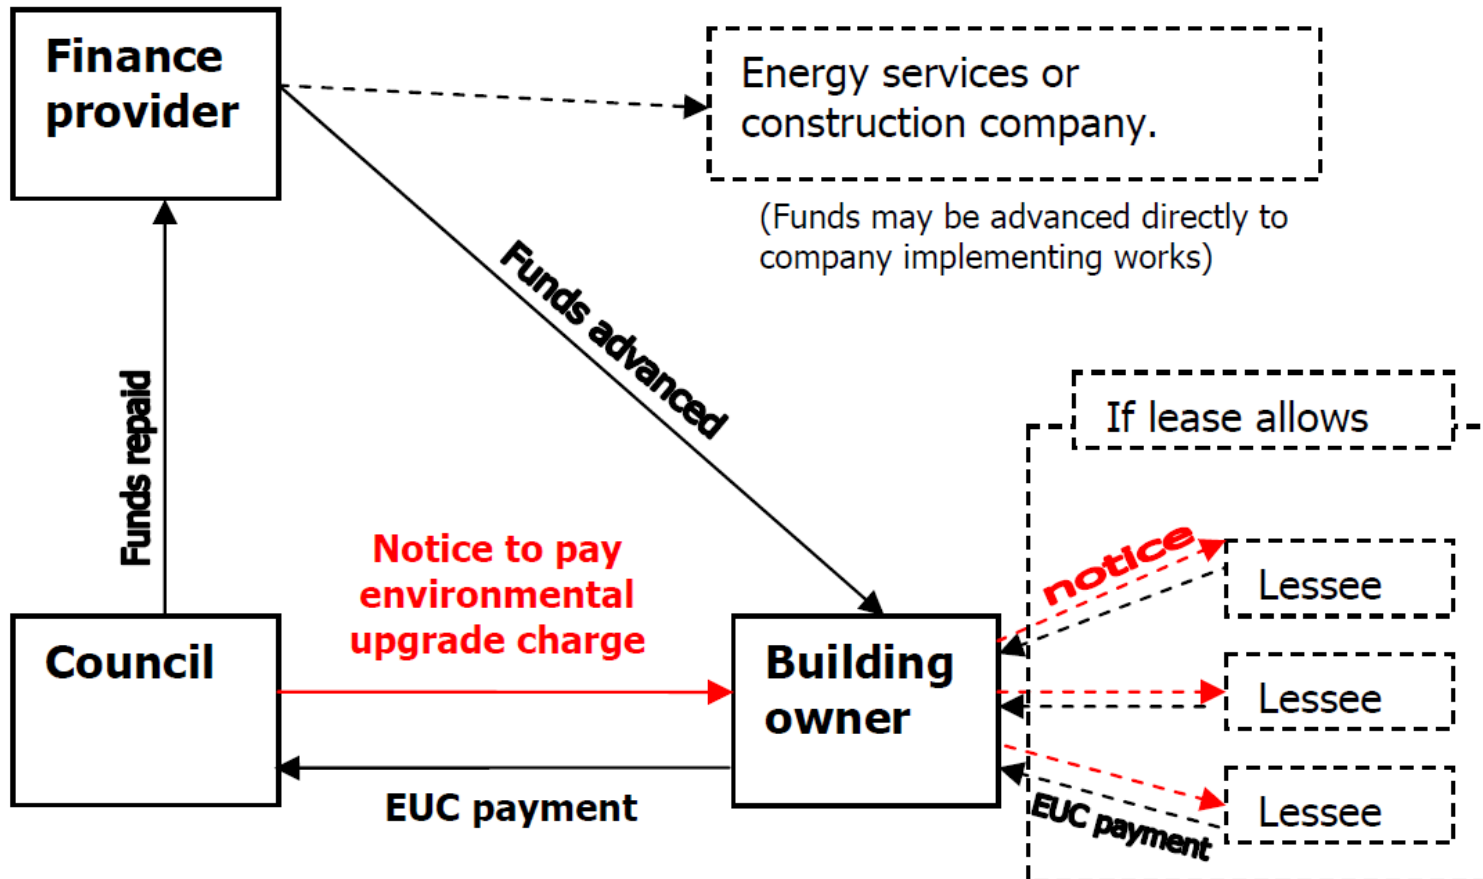 Finance
provider
Energy services or
construction company.
(Funds may be advanced directly to
company implementing works)
Funds advanced
Funds repaid
If lease allows
Notice to pay
environmental
upgrade charge
notice
Lessee
Council
Building
owner
Lessee
EUC payment
EUC payment
Lessee